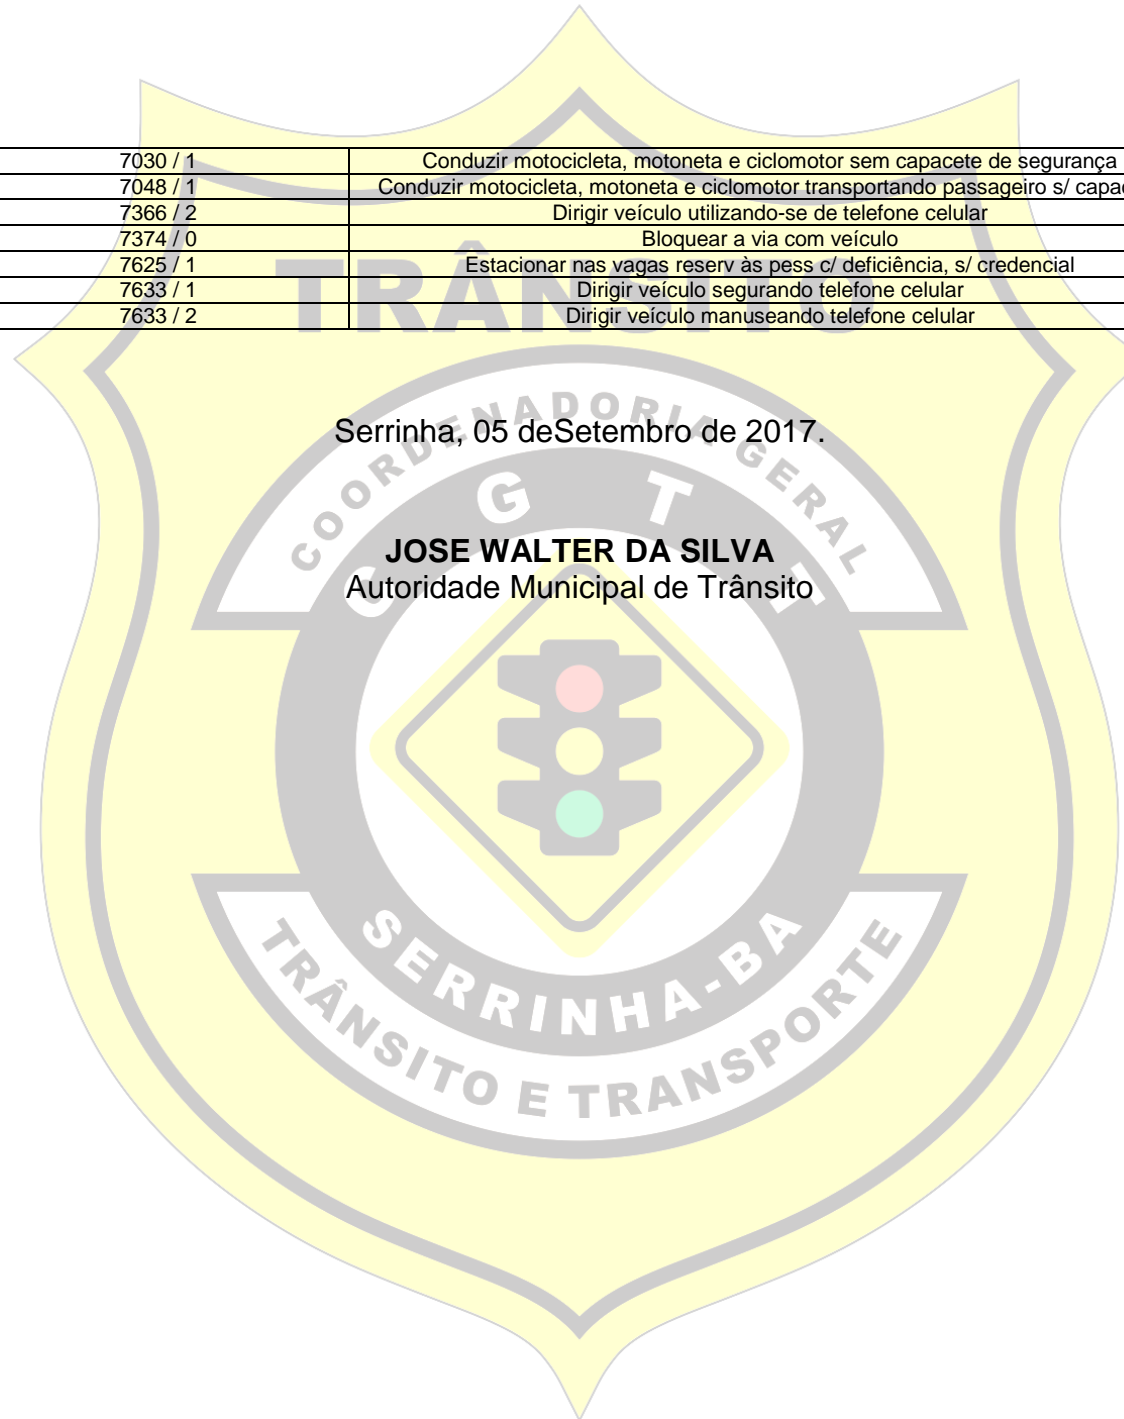 7030 / 1 Conduzir motocicleta, motoneta e ciclomotor sem capacete de segurança
7048 / 1 Conduzir motocicleta, motoneta e ciclomotor transportando passageiro s/
7366 / 2 Dirigir veículo utilizando-se de telefone celular
7374 / 0 Bloquear a via com veículo
7625 / 1 Estacionar nas vagas reserv às pess c/ deficiência, s/ credencial
7633 / 1 Dirigir veículo segurando telefone celular
7633 / 2 Dirigir veículo manuseando telefone celular
TRÂNSITO
COORDENADORIA GERAL
Serrinha, 05 deSetembro de 2017.
C G T T
JOSE WALTER DA SILVA
Autoridade Municipal de Trânsito
SERRINHA-BA
TRÂNSITO E TRANSPORTE